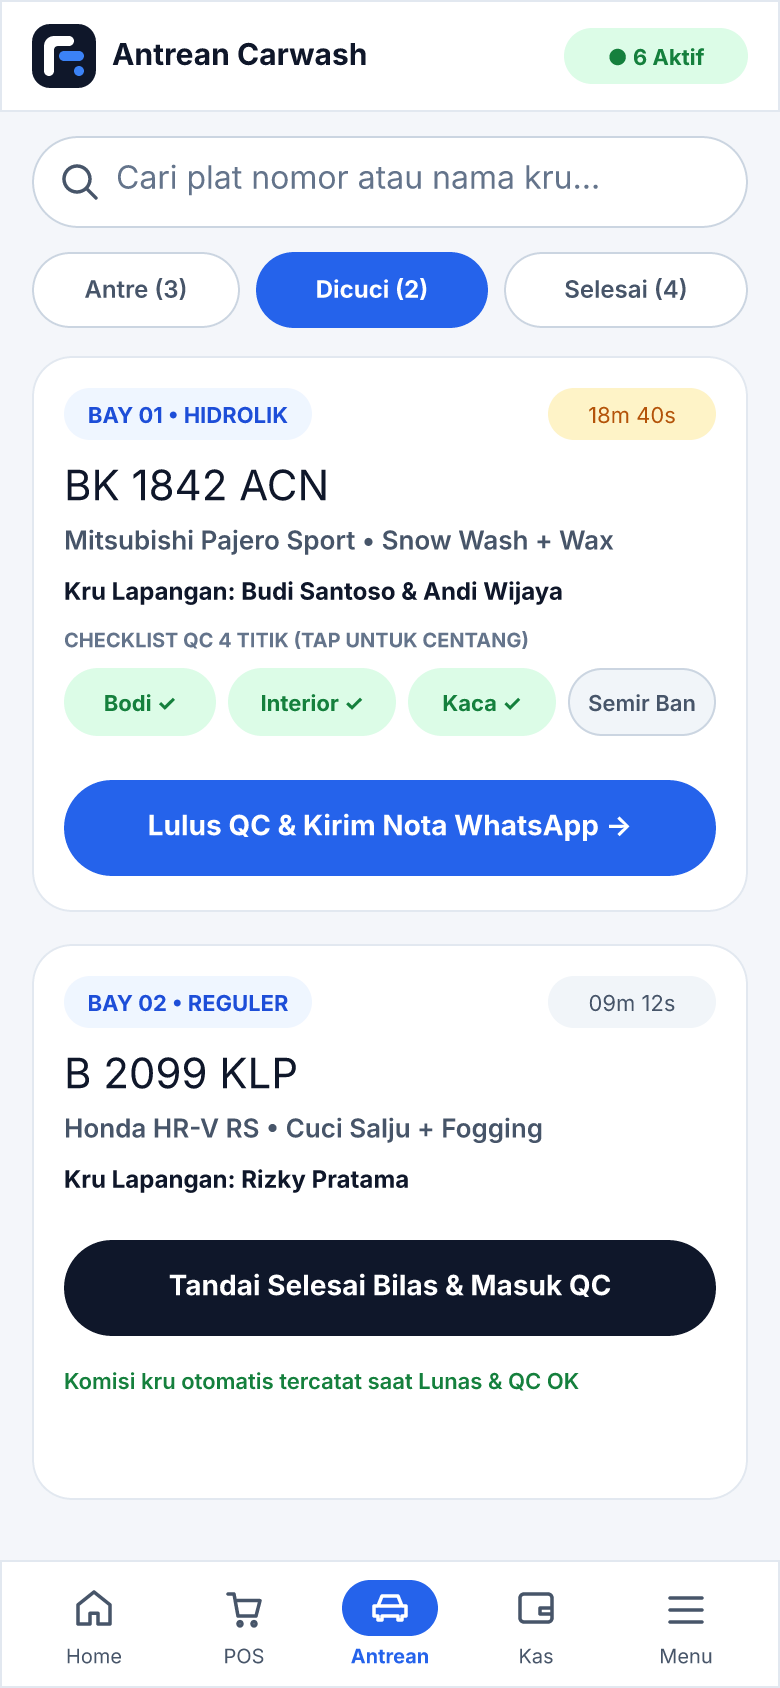 Antrean Carwash
● 6 Aktif
Cari plat nomor atau nama kru...
Antre (3)
Dicuci (2)
Selesai (4)
BAY 01 • HIDROLIK
18m 40s
BK 1842 ACN
Mitsubishi Pajero Sport • Snow Wash + Wax
Kru Lapangan: Budi Santoso & Andi Wijaya
CHECKLIST QC 4 TITIK (TAP UNTUK CENTANG)
Bodi ✓
Interior ✓
Kaca ✓
Semir Ban
Lulus QC & Kirim Nota WhatsApp →
BAY 02 • REGULER
09m 12s
B 2099 KLP
Honda HR-V RS • Cuci Salju + Fogging
Kru Lapangan: Rizky Pratama
Tandai Selesai Bilas & Masuk QC
Komisi kru otomatis tercatat saat Lunas & QC OK
Home
POS
Antrean
Kas
Menu